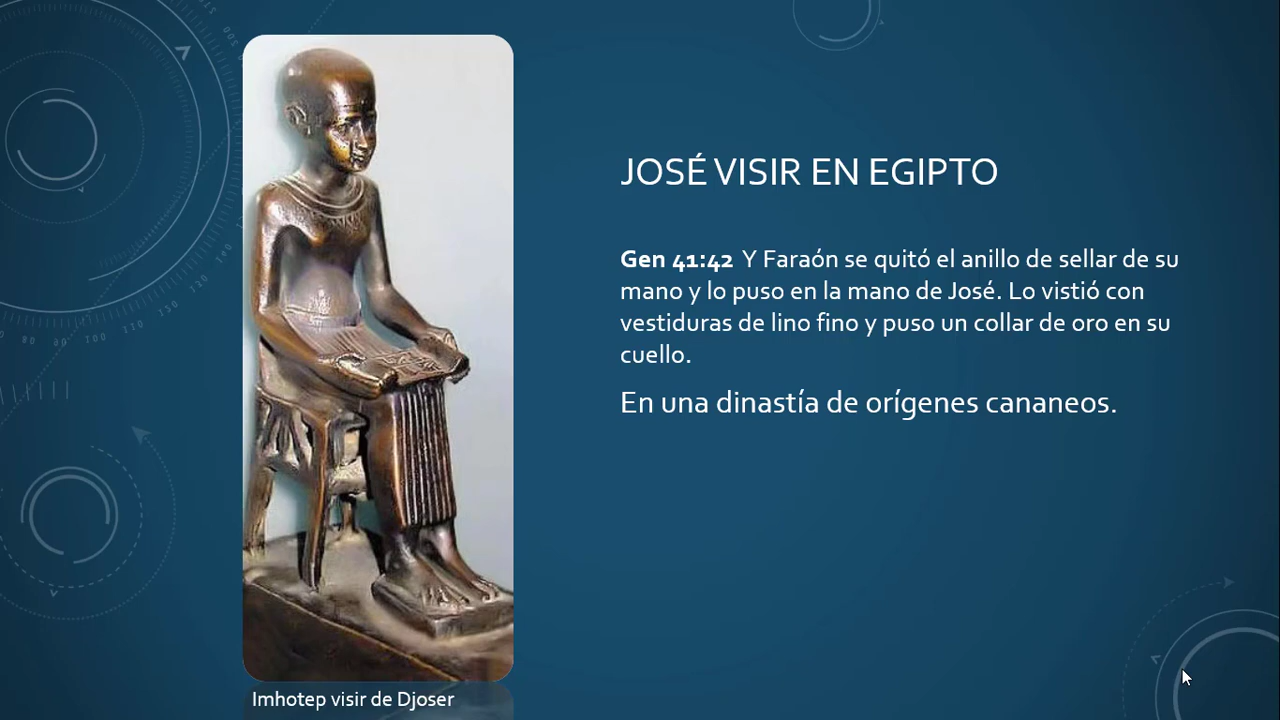 JOSÉ VISIR EN EGIPTO
Gen 41:42 Y Faraón se quitó el anillo de sellar de su
mano y lo puso en la mano de José. Lo vistió con
vestiduras de lino fino y puso un collar de oro en su
cuello.
En una dinastía de orígenes cananeos.
Imhotep visir de Djoser